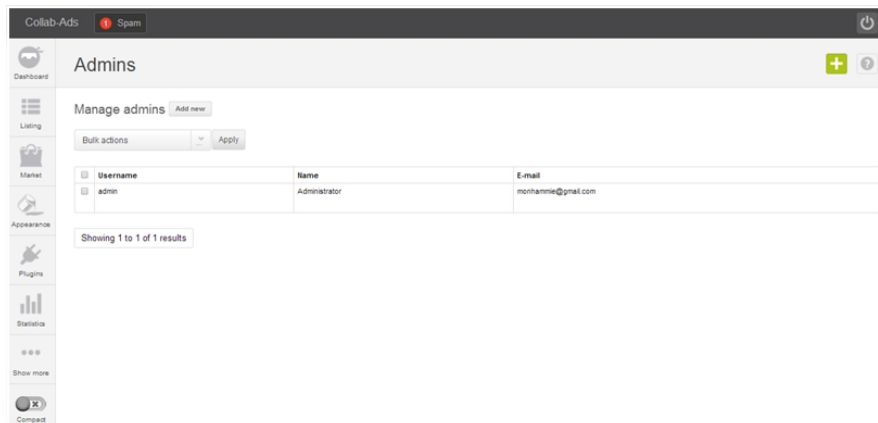 Collab-Ads 1 Spam
Dashboard
Admins
Listing
Manage admins Add new
Market
Bulk actions Apply
Username Name E-mail
admin Administrator monhammie@gmail.com
Appearance
Showing 1 to 1 of 1 results
Plugins
Statistics
Show more
Compact